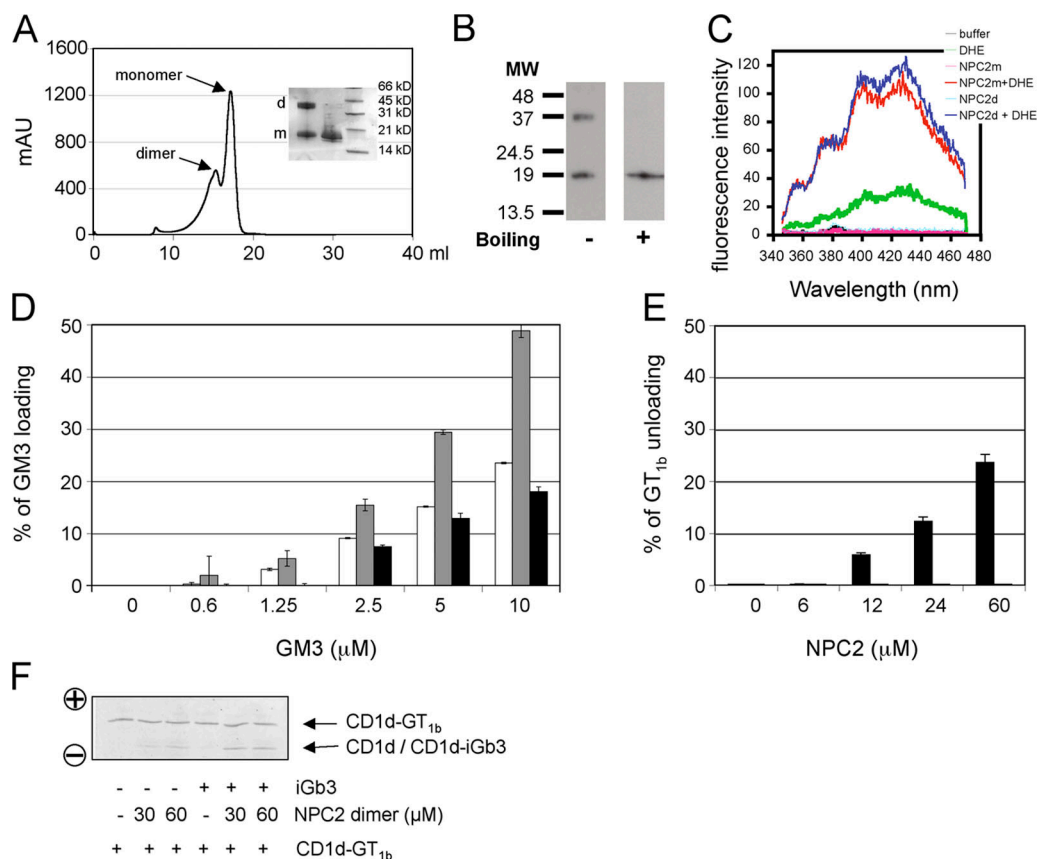 A
1600
1200
800
400
0
mAU
monomer
dimer
d
m
66 kD
45 kD
31 kD
21 kD
14 kD
0
10
20
30
40 ml
B
MW
48
37
24.5
19
13.5
Boiling - +
C
fluorescence intensity
120
100
80
60
40
20
0
340 360 380 400 420 440 460 480
Wavelength (nm)
buffer
DHE
NPC2m
NPC2m+DHE
NPC2d
NPC2d + DHE
D
% of GM3 loading
50
40
30
20
10
0
0 0.6 1.25 2.5 5 10
GM3 (µM)
E
% of GT1b unloading
50
40
30
20
10
0
0 6 12 24 60
NPC2 (µM)
F
+
−
CD1d-GT1b
CD1d / CD1d-iGb3
- - - + + + iGb3
- 30 60 - 30 60 NPC2 dimer (µM)
+ + + + + + CD1d-GT1b